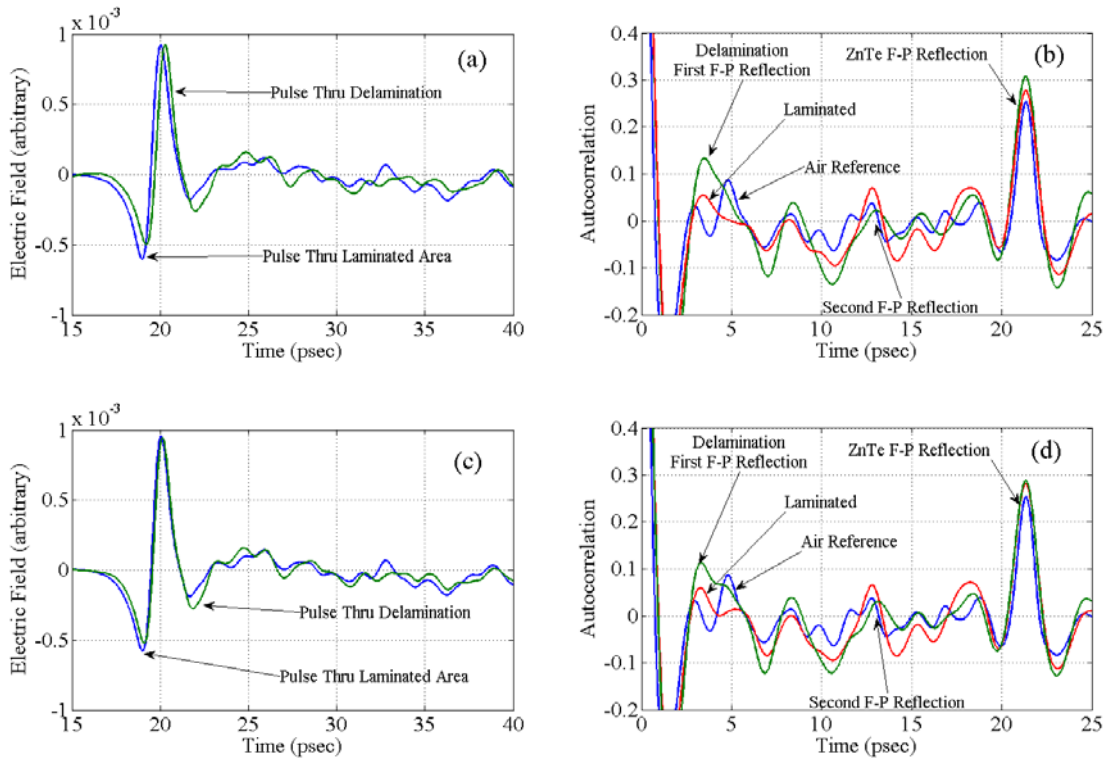 x 10⁻³
1
0.5
0
-0.5
-1
15 20 25 30 35 40
Time (psec)
Electric Field (arbitrary)
(a)
Pulse Thru Delamination
Pulse Thru Laminated Area
0.4
0.3
0.2
0.1
0
-0.1
-0.2
0 5 10 15 20 25
Time (psec)
Autocorrelation
(b)
Delamination
First F-P Reflection
ZnTe F-P Reflection
Laminated
Air Reference
Second F-P Reflection
x 10⁻³
1
0.5
0
-0.5
-1
15 20 25 30 35 40
Time (psec)
Electric Field (arbitrary)
(c)
Pulse Thru Delamination
Pulse Thru Laminated Area
0.4
0.3
0.2
0.1
0
-0.1
-0.2
0 5 10 15 20 25
Time (psec)
Autocorrelation
(d)
Delamination
First F-P Reflection
ZnTe F-P Reflection
Laminated
Air Reference
Second F-P Reflection